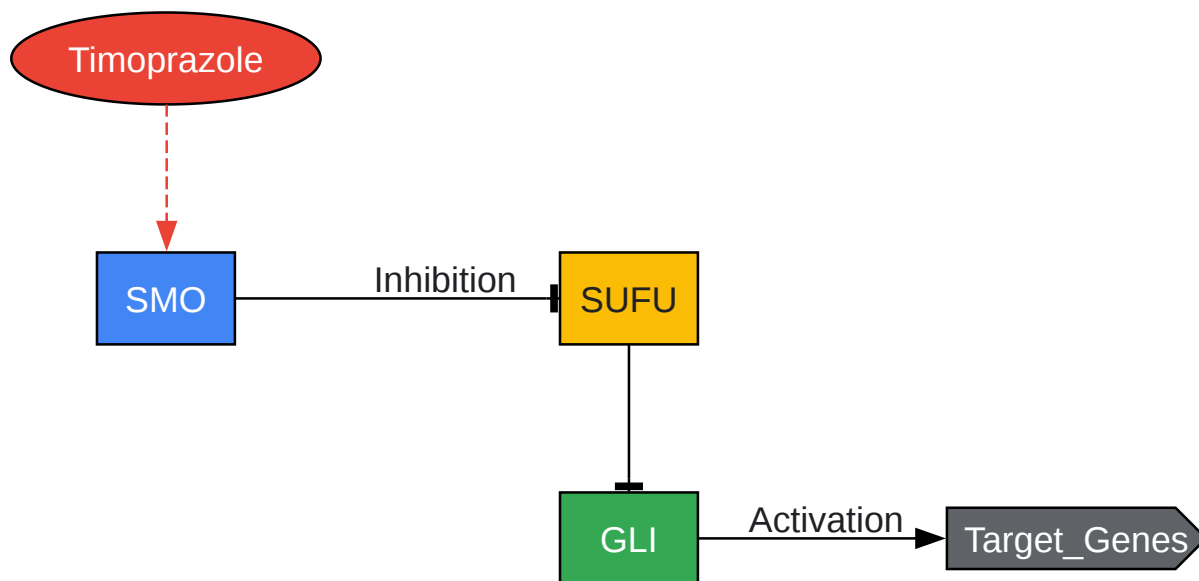 Timoprazole
Inhibition
SMO
SUFU
Activation
GLI
Target_Genes